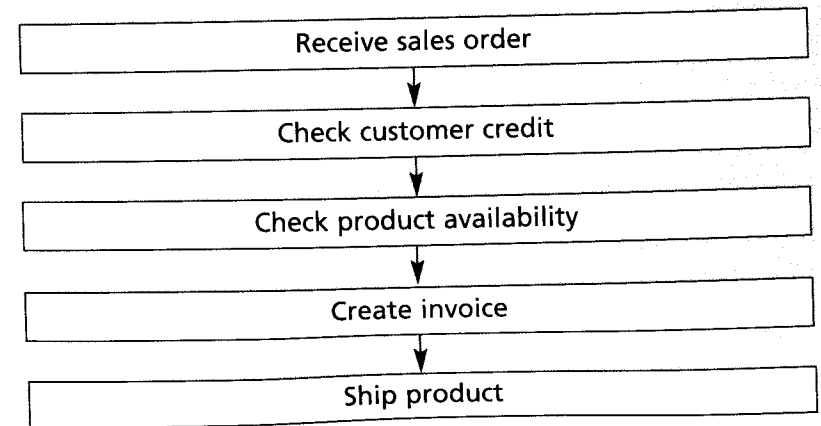 Receive sales order
Check customer credit
Check product availability
Create invoice
Ship product